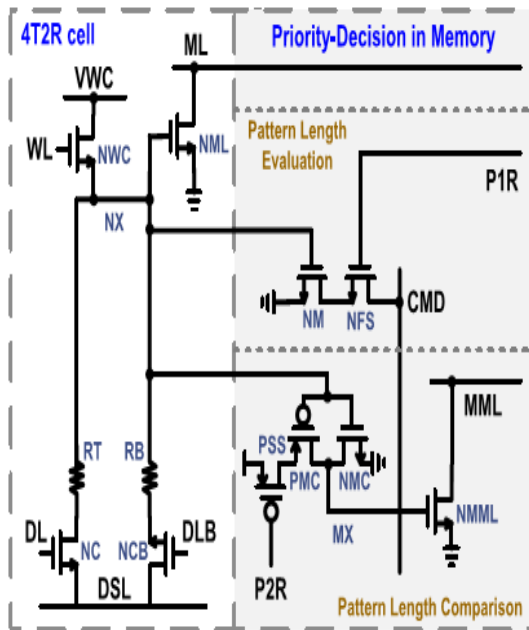 4T2R cell
Priority-Decision in Memory
ML
VWC
WL
NWC
NML
NX
Pattern Length
Evaluation
P1R
NM
NFS
CMD
MML
RT
RB
PSS
PMC
NMC
DL
NC
NCB
DLB
MX
NMML
DSL
P2R
Pattern Length Comparison